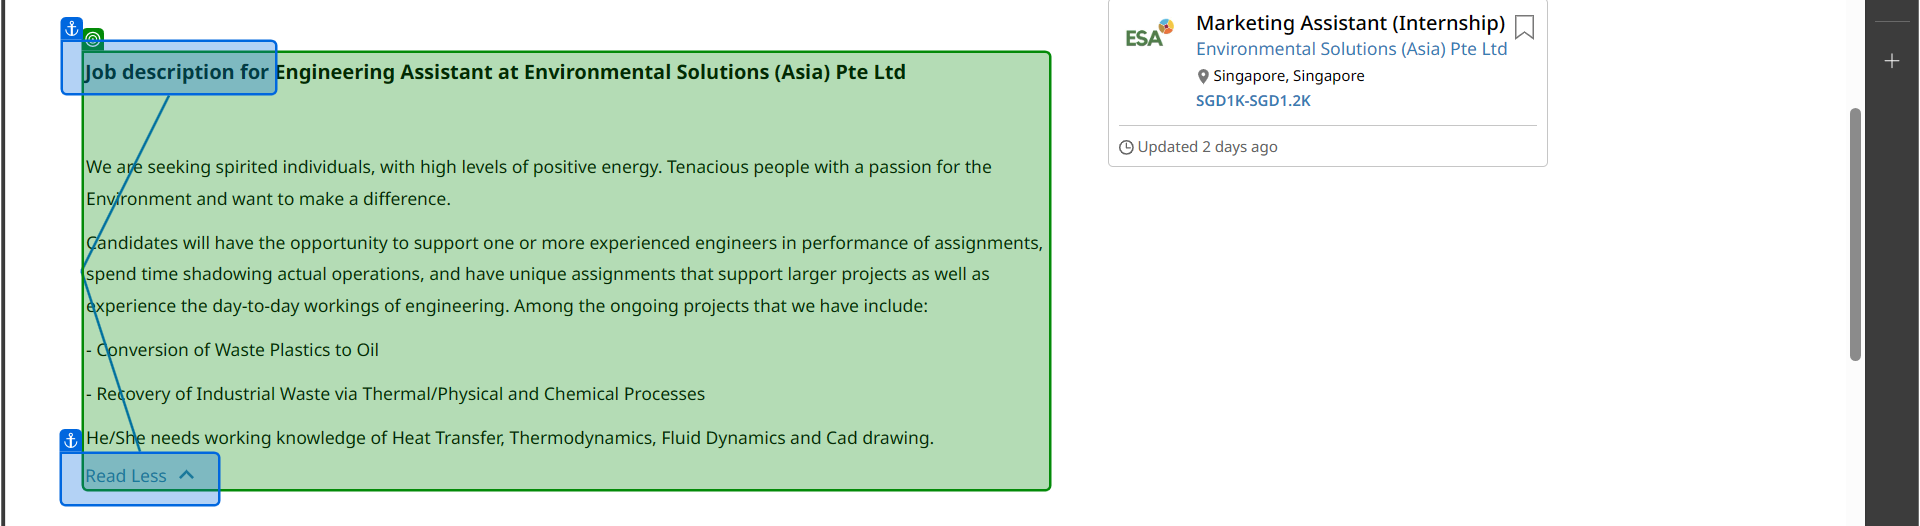 Job description for Engineering Assistant at Environmental Solutions (Asia) Pte Ltd
We are seeking spirited individuals, with high levels of positive energy. Tenacious people with a passion for the
Environment and want to make a difference.
Candidates will have the opportunity to support one or more experienced engineers in performance of assignments,
spend time shadowing actual operations, and have unique assignments that support larger projects as well as
experience the day-to-day workings of engineering. Among the ongoing projects that we have include:
- Conversion of Waste Plastics to Oil
- Recovery of Industrial Waste via Thermal/Physical and Chemical Processes
He/She needs working knowledge of Heat Transfer, Thermodynamics, Fluid Dynamics and Cad drawing.
Read Less
ESA
Marketing Assistant (Internship)
Environmental Solutions (Asia) Pte Ltd
Singapore, Singapore
SGD1K-SGD1.2K
Updated 2 days ago